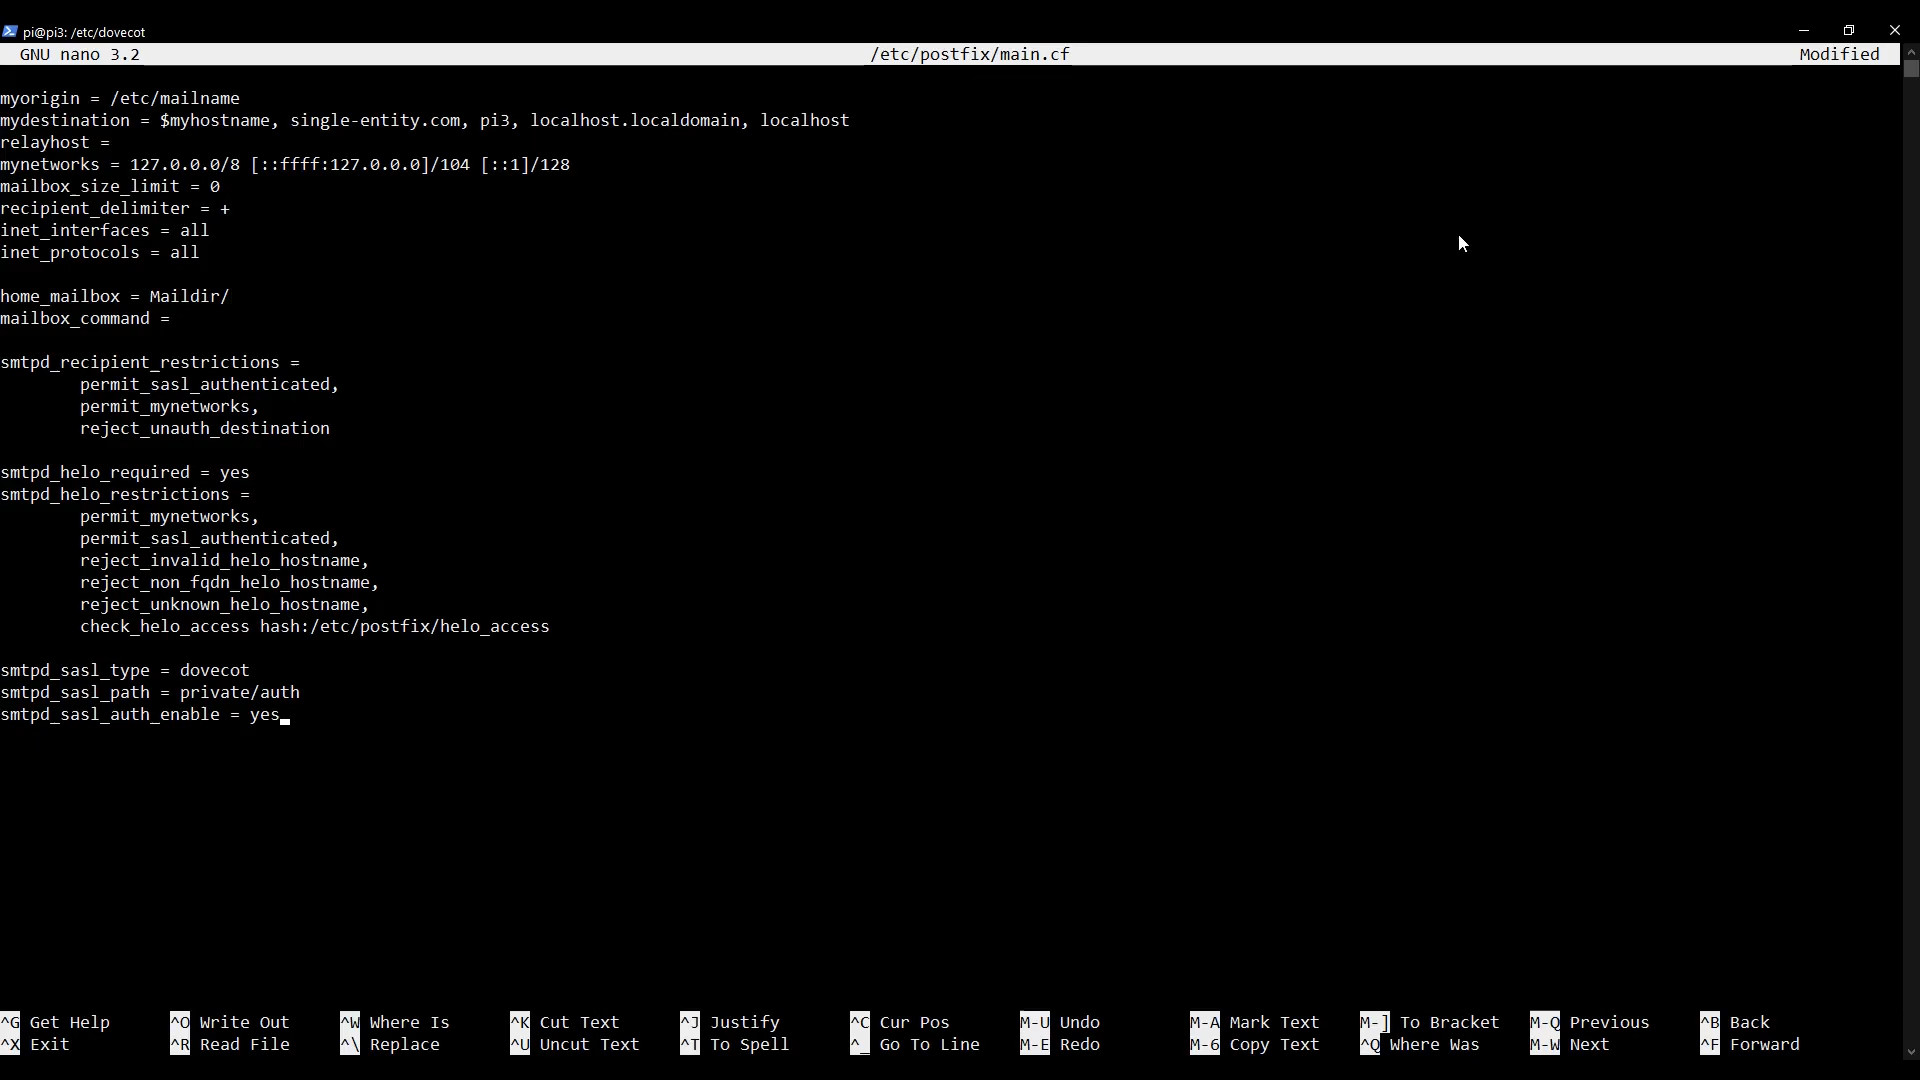 pi@pi3: /etc/dovecot
GNU nano 3.2 /etc/postfix/main.cf Modified
myorigin = /etc/mailname
mydestination = $myhostname, single-entity.com, pi3, localhost.localdomain, localhost
relayhost =
mynetworks = 127.0.0.0/8 [::ffff:127.0.0.0]/104 [::1]/128
mailbox_size_limit = 0
recipient_delimiter = +
inet_interfaces = all
inet_protocols = all
home_mailbox = Maildir/
mailbox_command =
smtpd_recipient_restrictions =
permit_sasl_authenticated,
permit_mynetworks,
reject_unauth_destination
smtpd_helo_required = yes
smtpd_helo_restrictions =
permit_mynetworks,
permit_sasl_authenticated,
reject_invalid_helo_hostname,
reject_non_fqdn_helo_hostname,
reject_unknown_helo_hostname,
check_helo_access hash:/etc/postfix/helo_access
smtpd_sasl_type = dovecot
smtpd_sasl_path = private/auth
smtpd_sasl_auth_enable = yes
^G Get Help ^O Write Out ^W Where Is ^K Cut Text ^J Justify ^C Cur Pos M-U Undo M-A Mark Text M-] To Bracket M-Q Previous ^B Back
^X Exit ^R Read File ^\ Replace ^U Uncut Text ^T To Spell ^_ Go To Line M-E Redo M-6 Copy Text ^Q Where Was M-W Next ^F Forward